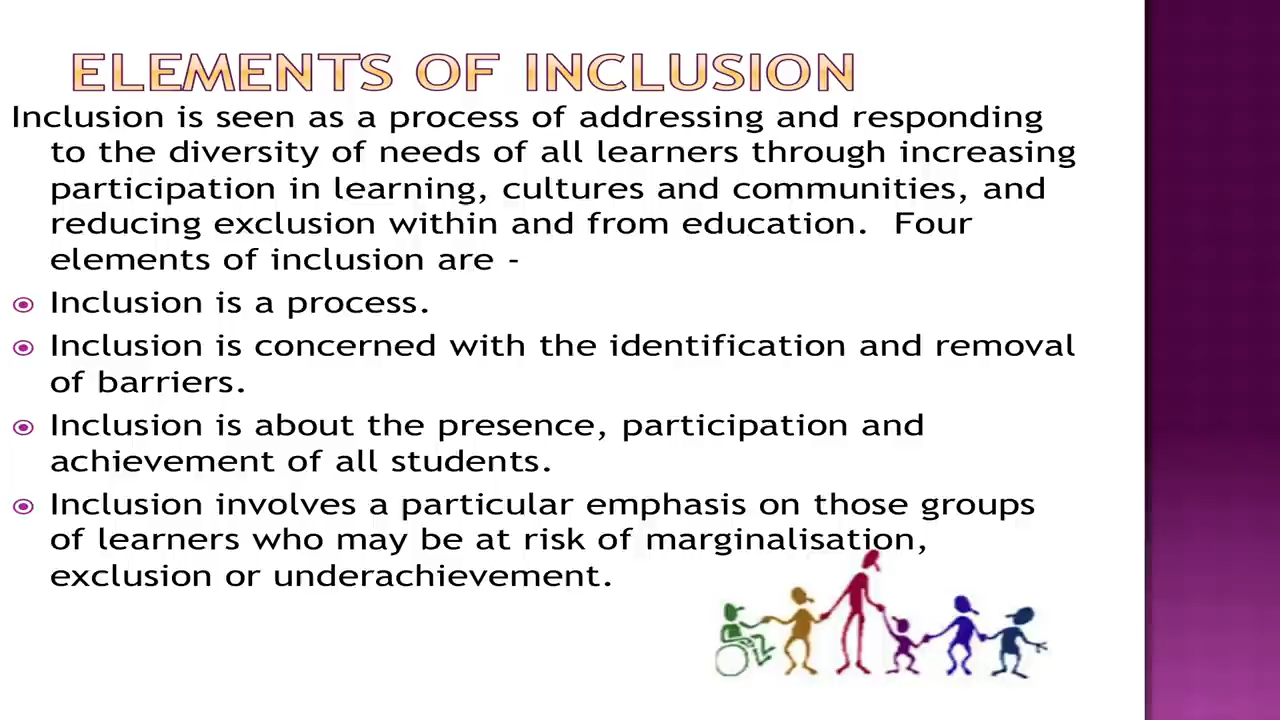 ELEMENTS OF INCLUSION
Inclusion is seen as a process of addressing and responding
to the diversity of needs of all learners through increasing
participation in learning, cultures and communities, and
reducing exclusion within and from education.  Four
elements of inclusion are -
Inclusion is a process.
Inclusion is concerned with the identification and removal
of barriers.
Inclusion is about the presence, participation and
achievement of all students.
Inclusion involves a particular emphasis on those groups
of learners who may be at risk of marginalisation,
exclusion or underachievement.